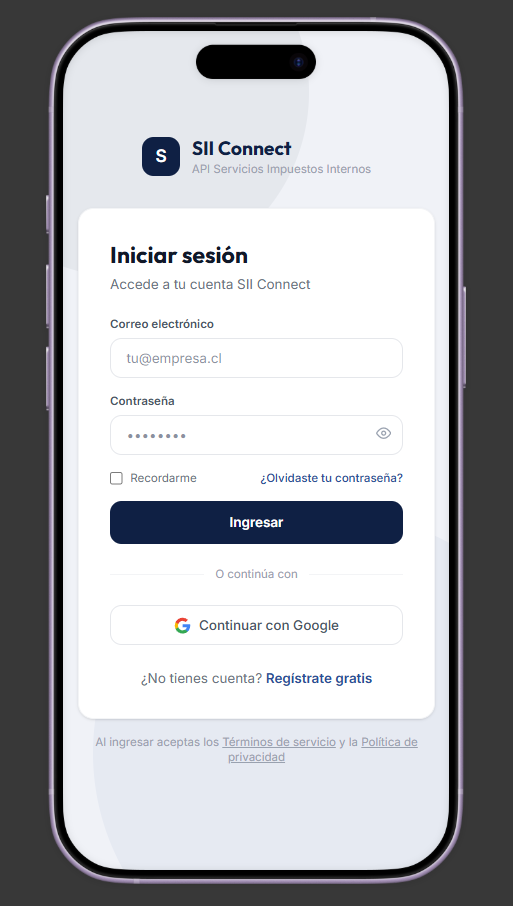 S
SII Connect
API Servicios Impuestos Internos
Iniciar sesión
Accede a tu cuenta SII Connect
Correo electrónico
tu@empresa.cl
Contraseña
••••••••
Recordarme
¿Olvidaste tu contraseña?
Ingresar
O continúa con
Continuar con Google
¿No tienes cuenta? Regístrate gratis
Al ingresar aceptas los Términos de servicio y la Política de
privacidad